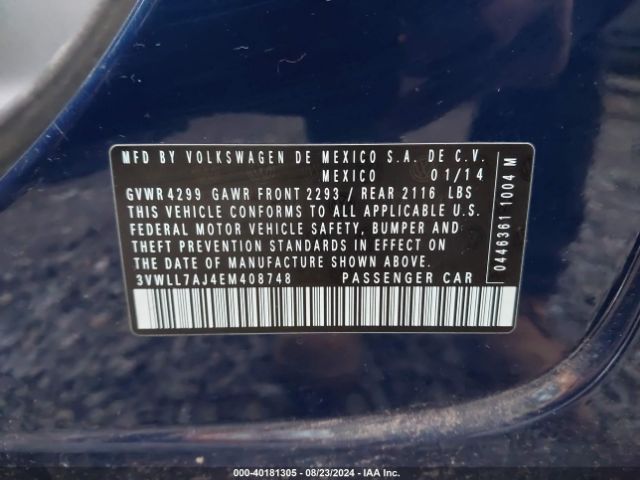 MFD BY VOLKSWAGEN DE MEXICO S.A. DE C.V.
MEXICO 01/14
GVWR 4299 GAWR FRONT 2293 / REAR 2116 LBS
THIS VEHICLE CONFORMS TO ALL APPLICABLE U.S.
FEDERAL MOTOR VEHICLE SAFETY, BUMPER AND
THEFT PREVENTION STANDARDS IN EFFECT ON
THE DATE OF MANUFACTURE SHOWN ABOVE.
3VWLL7AJ4EM408748 PASSENGER CAR
0446361 1 1004 M
000-40181305 - 08/23/2024 - IAA Inc.